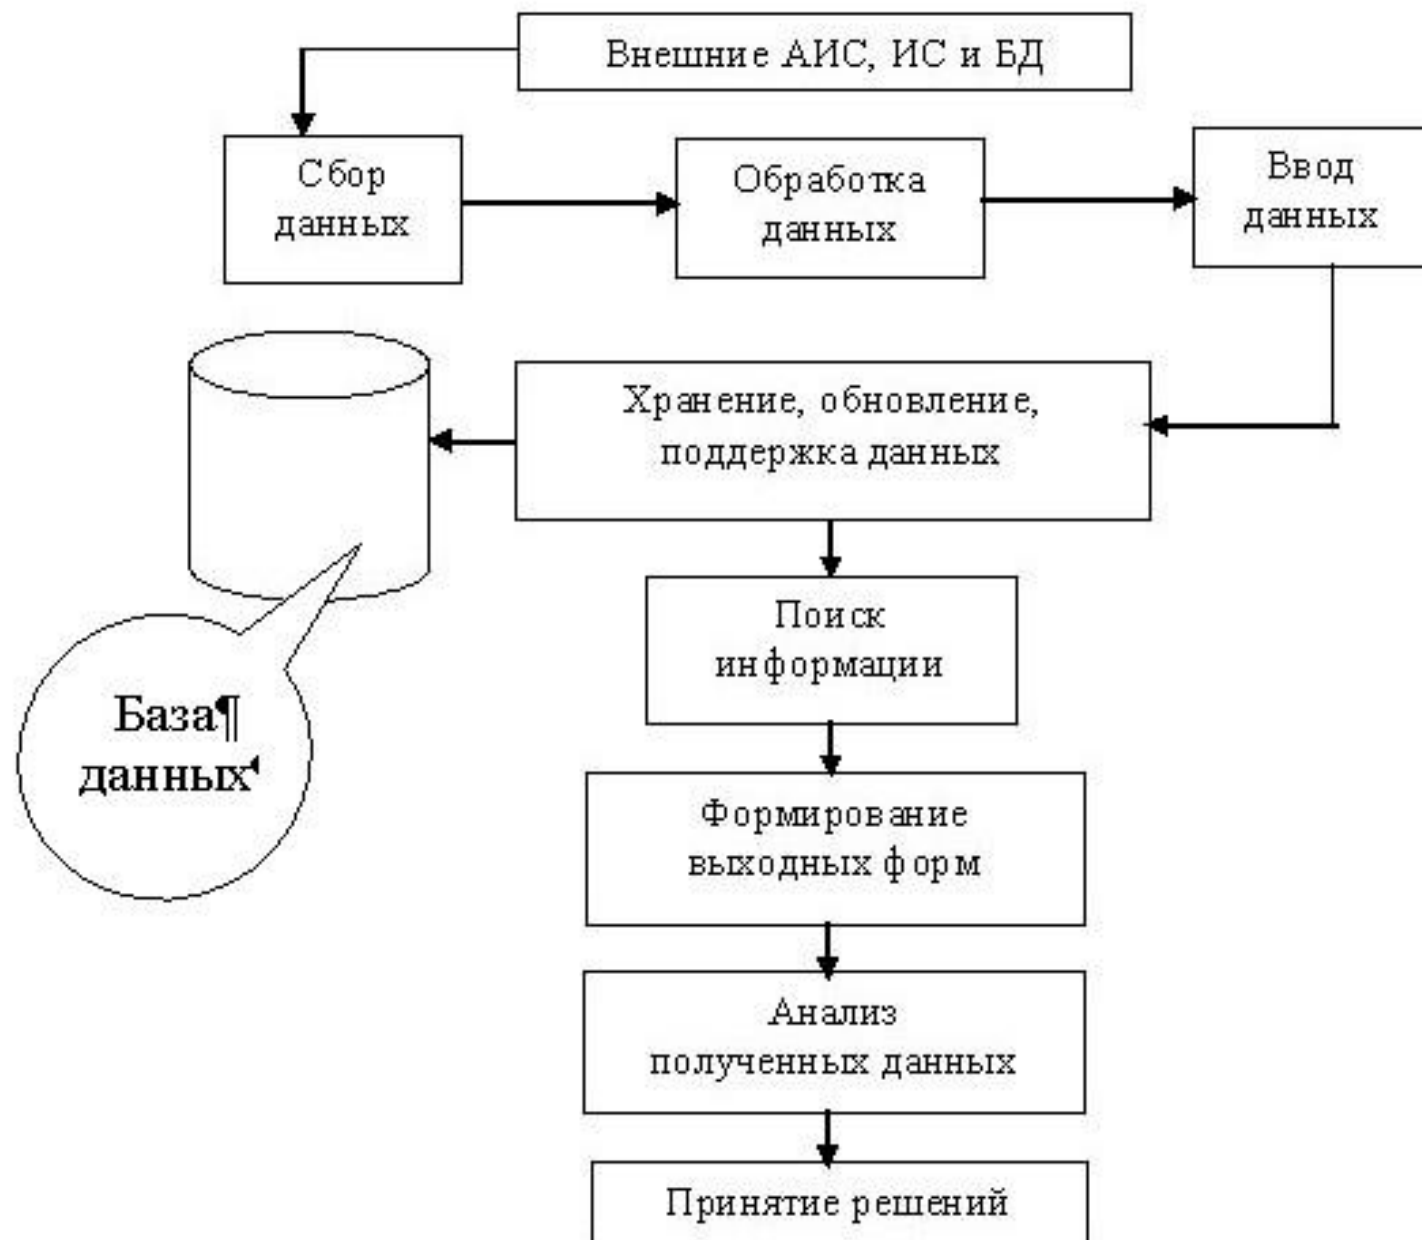 Внешние АИС, ИС и БД
Сбор
данных
Обработка
данных
Ввод
данных
Хранение, обновление,
поддержка данных
Поиск
информации
База¶
данных
Формирование
выходных форм
Анализ
полученных данных
Принятие решений